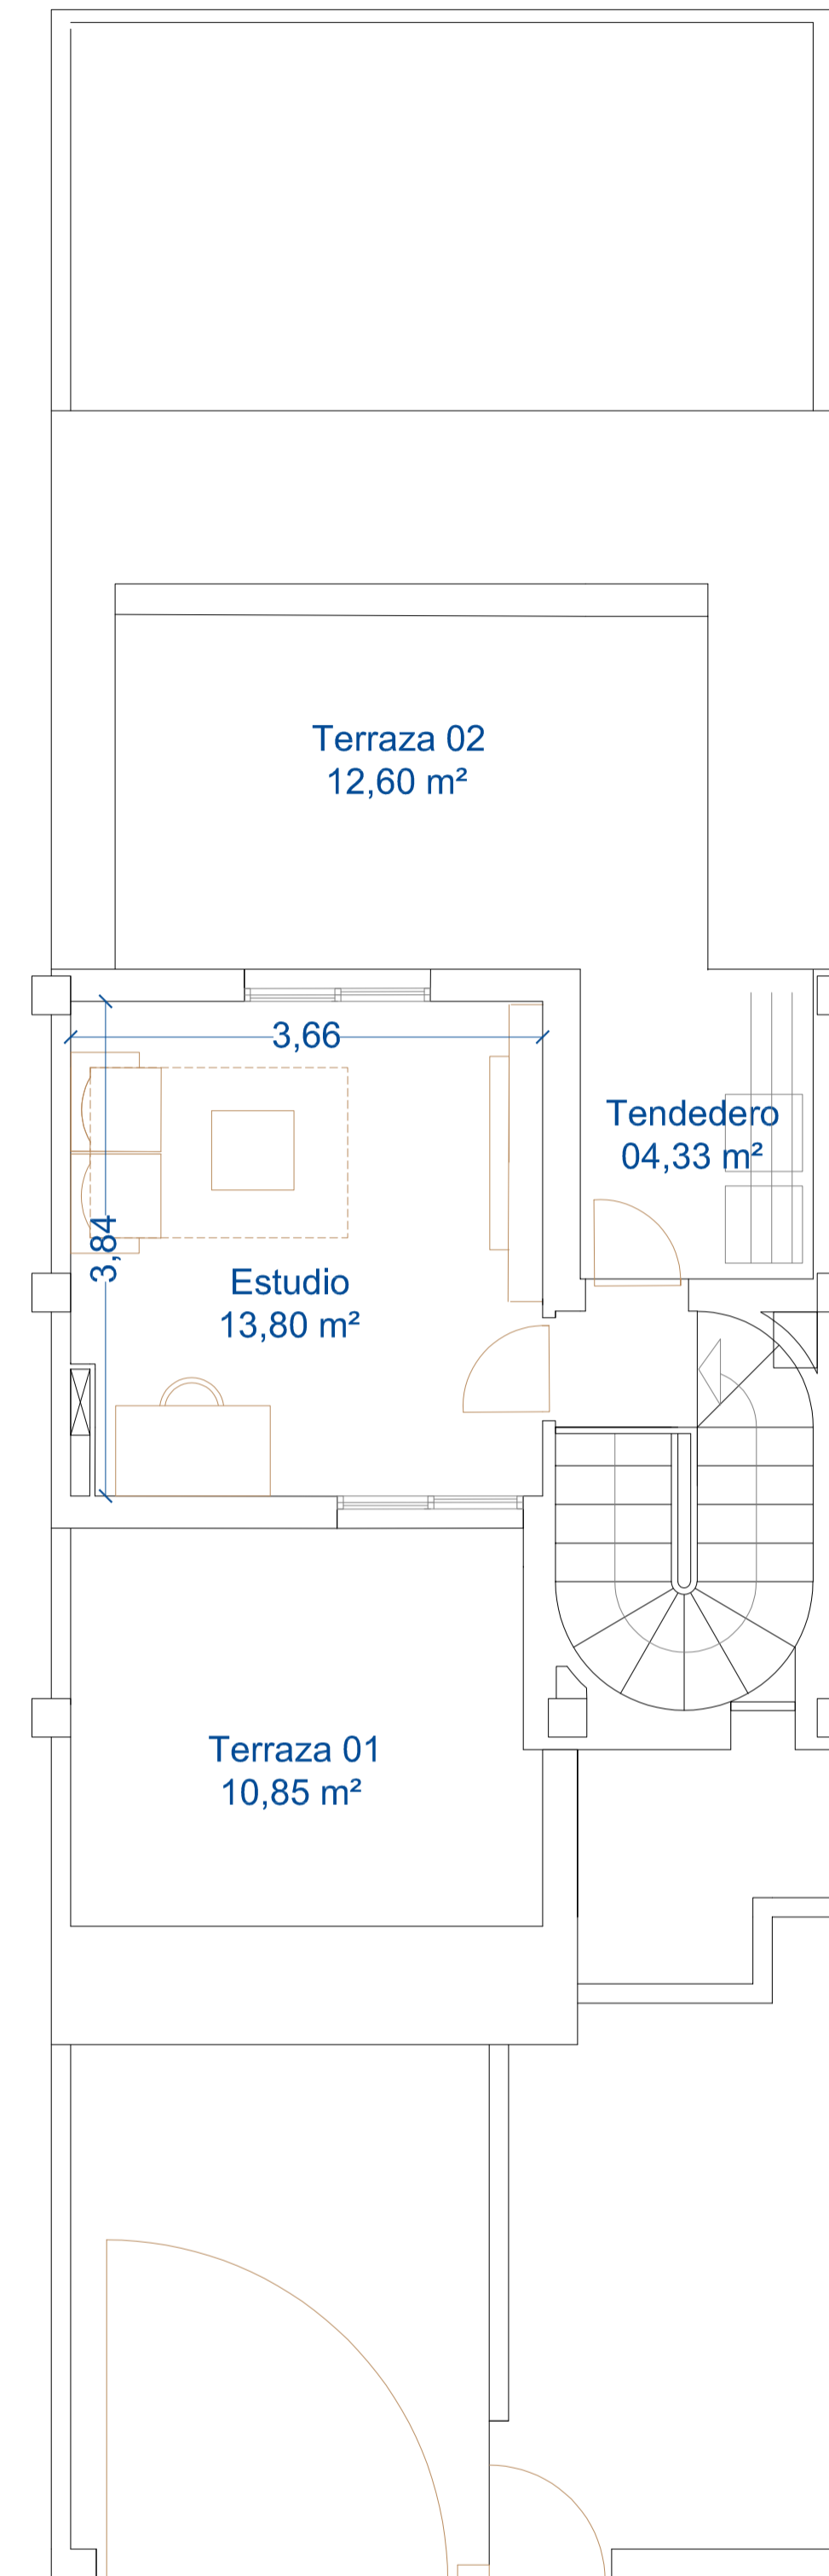 Terraza 02
12,60 m²
3,66
Tendedero
04,33 m²
3,84
Estudio
13,80 m²
Terraza 01
10,85 m²